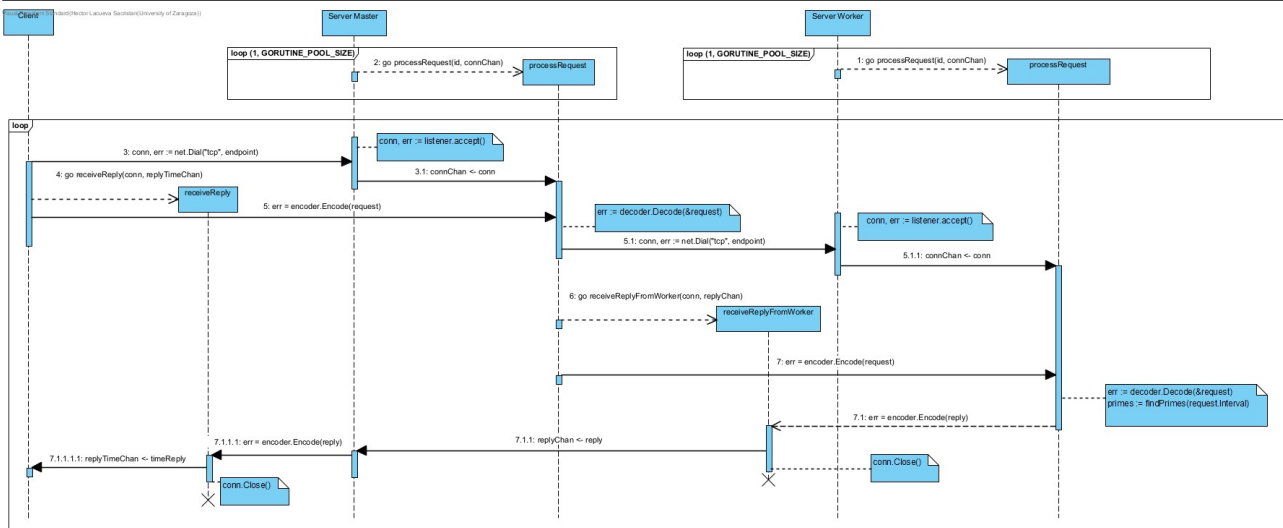 Client
Server Master
Server Worker
loop (1, GORUTINE_POOL_SIZE)
2: go processRequest(id, connChan)
processRequest
loop (1, GORUTINE_POOL_SIZE)
1: go processRequest(id, connChan)
processRequest
loop
conn, err := listener.accept()
3: conn, err := net.Dial("tcp", endpoint)
3.1: connChan <- conn
4: go receiveReply(conn, replyTimeChan)
receiveReply
5: err = encoder.Encode(request)
err := decoder.Decode(&request)
conn, err := listener.accept()
5.1: conn, err := net.Dial("tcp", endpoint)
5.1.1: connChan <- conn
6: go receiveReplyFromWorker(conn, replyChan)
receiveReplyFromWorker
7: err = encoder.Encode(request)
err := decoder.Decode(&request)
primes := findPrimes(request.Interval)
7.1: err = encoder.Encode(reply)
7.1.1: replyChan <- reply
7.1.1.1: err = encoder.Encode(reply)
7.1.1.1.1: replyTimeChan <- timeReply
conn.Close()
conn.Close()